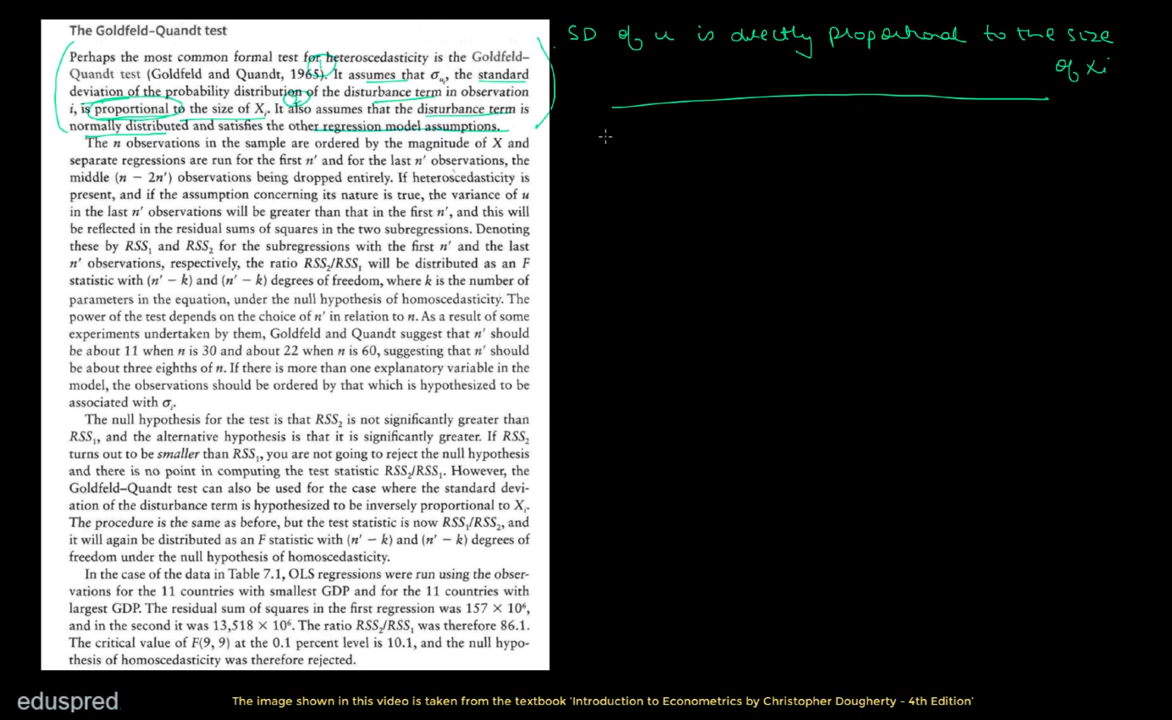 The Goldfeld–Quandt test
Perhaps the most common formal test for heteroscedasticity is the Goldfeld–
Quandt test (Goldfeld and Quandt, 1965). It assumes that σui, the standard
deviation of the probability distribution of the disturbance term in observation
i, is proportional to the size of Xi. It also assumes that the disturbance term is
normally distributed and satisfies the other regression model assumptions.
The n observations in the sample are ordered by the magnitude of X and
separate regressions are run for the first n′ and for the last n′ observations, the
middle (n − 2n′) observations being dropped entirely. If heteroscedasticity is
present, and if the assumption concerning its nature is true, the variance of u
in the last n′ observations will be greater than that in the first n′, and this will
be reflected in the residual sums of squares in the two subregressions. Denoting
these by RSS1 and RSS2 for the subregressions with the first n′ and the last
n′ observations, respectively, the ratio RSS2/RSS1 will be distributed as an F
statistic with (n′ − k) and (n′ − k) degrees of freedom, where k is the number of
parameters in the equation, under the null hypothesis of homoscedasticity. The
power of the test depends on the choice of n′ in relation to n. As a result of some
experiments undertaken by them, Goldfeld and Quandt suggest that n′ should
be about 11 when n is 30 and about 22 when n is 60, suggesting that n′ should
be about three eighths of n. If there is more than one explanatory variable in the
model, the observations should be ordered by that which is hypothesized to be
associated with σi.
The null hypothesis for the test is that RSS2 is not significantly greater than
RSS1, and the alternative hypothesis is that it is significantly greater. If RSS2
turns out to be smaller than RSS1, you are not going to reject the null hypothesis
and there is no point in computing the test statistic RSS2/RSS1. However, the
Goldfeld–Quandt test can also be used for the case where the standard devi-
ation of the disturbance term is hypothesized to be inversely proportional to Xi.
The procedure is the same as before, but the test statistic is now RSS1/RSS2, and
it will again be distributed as an F statistic with (n′ − k) and (n′ − k) degrees of
freedom under the null hypothesis of homoscedasticity.
In the case of the data in Table 7.1, OLS regressions were run using the obser-
vations for the 11 countries with smallest GDP and for the 11 countries with
largest GDP. The residual sum of squares in the first regression was 157 × 10⁶,
and in the second it was 13,518 × 10⁶. The ratio RSS2/RSS1 was therefore 86.1.
The critical value of F(9, 9) at the 0.1 percent level is 10.1, and the null hypo-
thesis of homoscedasticity was therefore rejected.
1
2
SD of u is directly proportional to the size
of Xi
eduspred
The image shown in this video is taken from the textbook 'Introduction to Econometrics by Christopher Dougherty - 4th Edition'